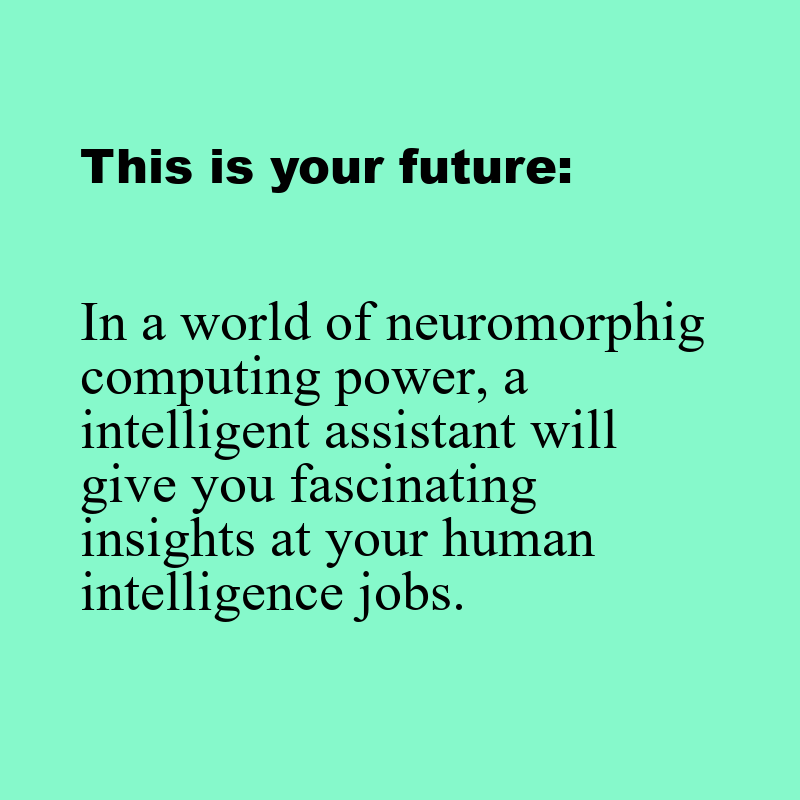 This is your future:
In a world of neuromorphig
computing power, a
intelligent assistant will
give you fascinating
insights at your human
intelligence jobs.